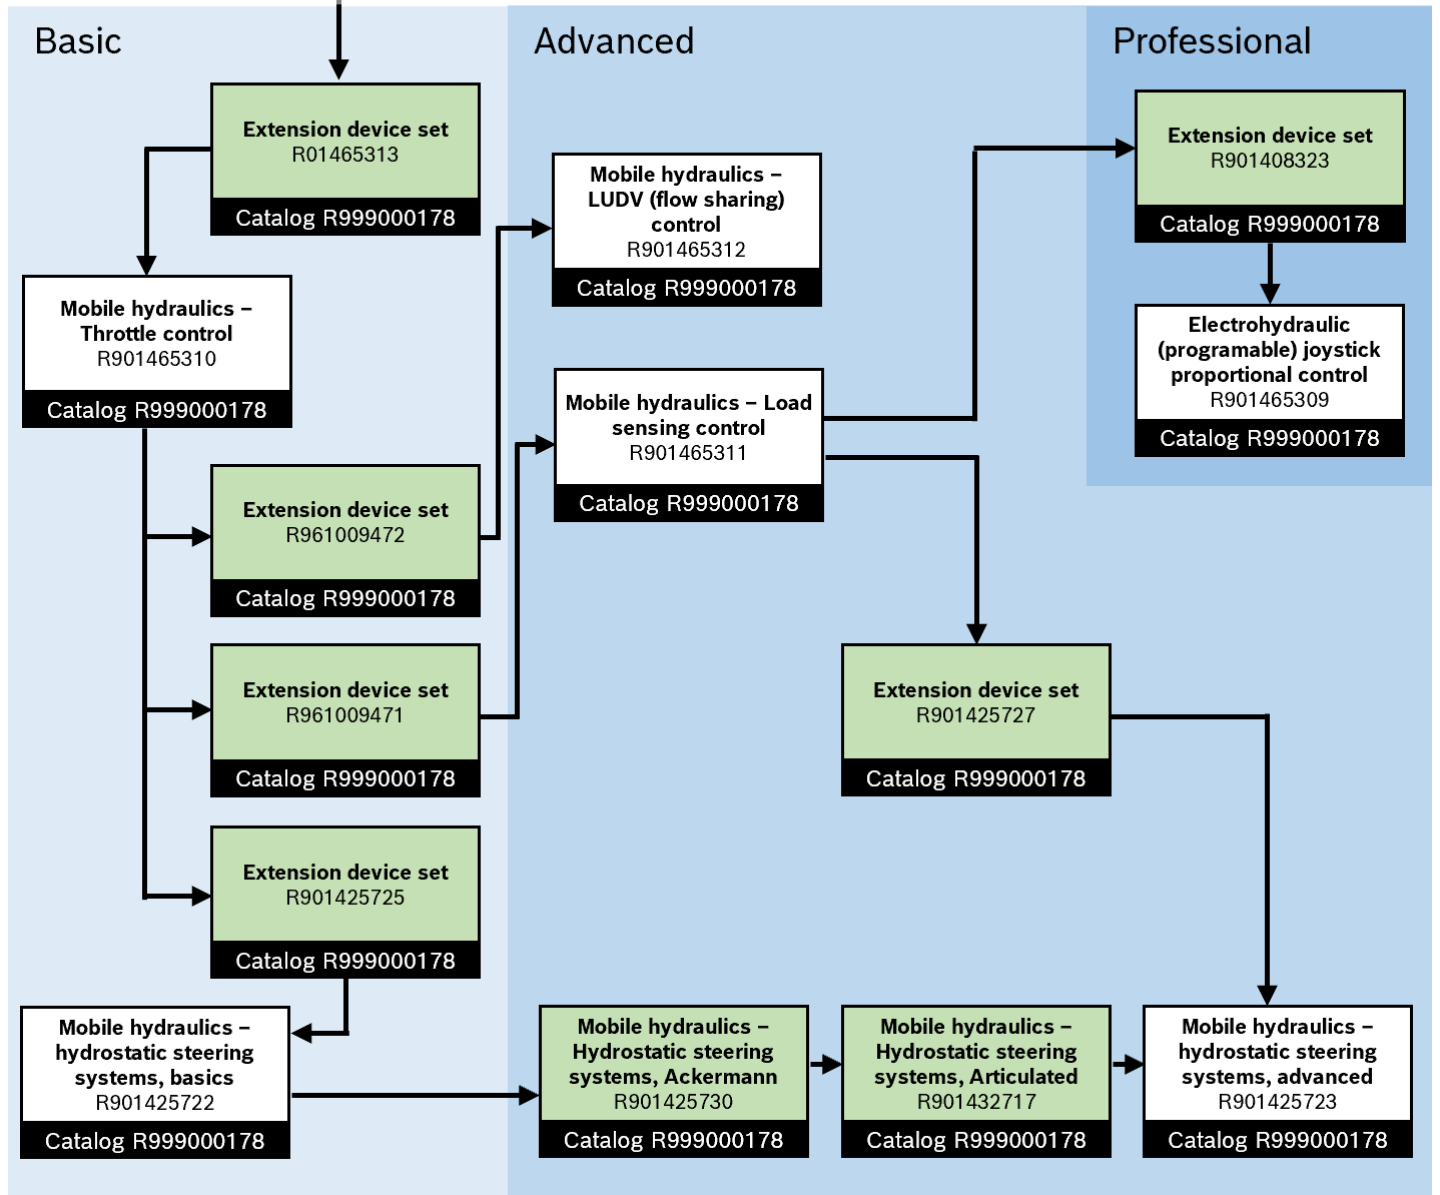 Basic
Extension device set
R01465313
Catalog R999000178
Mobile hydraulics –
Throttle control
R901465310
Catalog R999000178
Extension device set
R961009472
Catalog R999000178
Extension device set
R961009471
Catalog R999000178
Extension device set
R901425725
Catalog R999000178
Mobile hydraulics –
hydrostatic steering
systems, basics
R901425722
Catalog R999000178
Advanced
Mobile hydraulics –
LUDV (flow sharing)
control
R901465312
Catalog R999000178
Mobile hydraulics – Load
sensing control
R901465311
Catalog R999000178
Extension device set
R901425727
Catalog R999000178
Mobile hydraulics –
Hydrostatic steering
systems, Ackermann
R901425730
Catalog R999000178
Mobile hydraulics –
Hydrostatic steering
systems, Articulated
R901432717
Catalog R999000178
Mobile hydraulics –
hydrostatic steering
systems, advanced
R901425723
Catalog R999000178
Professional
Extension device set
R901408323
Catalog R999000178
Electrohydraulic
(programable) joystick
proportional control
R901465309
Catalog R999000178